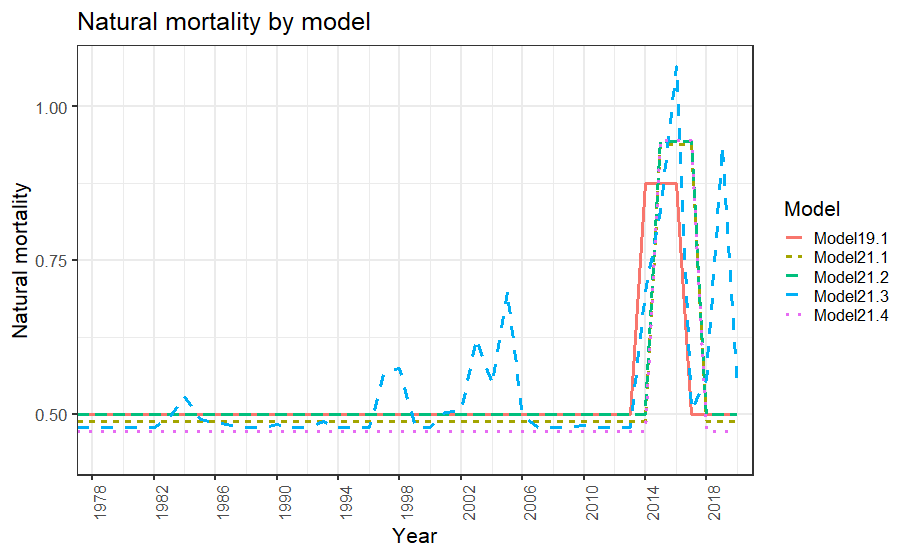 Natural mortality by model
Natural mortality
1.00
0.75
0.50
1978
1982
1986
1990
1994
1998
2002
2006
2010
2014
2018
Year
Model
Model19.1
Model21.1
Model21.2
Model21.3
Model21.4